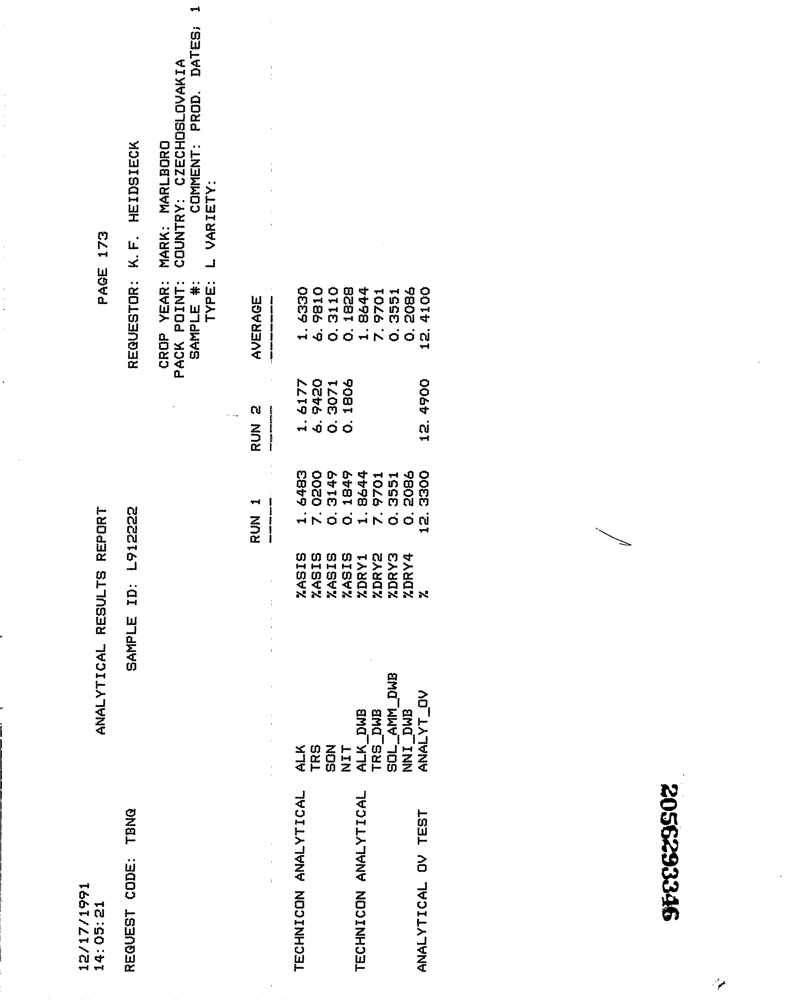 12/17/1991 ANALYTICAL RESULTS REPORT PAGE 173
14:05:21
REQUEST CODE: TBNQ SAMPLE ID: L912222 REQUESTOR: K. F. HEIDSIECK
CROP YEAR: MARK: MARLBORO
PACK POINT: COUNTRY: CZECHOSLOVAKIA
SAMPLE #: COMMENT: PROD. DATES; 1
TYPE: L VARIETY:
RUN 1 RUN 2 AVERAGE
TECHNICON ANALYTICAL ALK %ASIS 1.6483 1.6177 1.6330
TRS %ASIS 7.0200 6.9420 6.9810
SON %ASIS 0.3149 0.3071 0.3110
NIT %ASIS 0.1849 0.1806 0.1828
TECHNICON ANALYTICAL ALK_DWB %DRY1 1.8644 1.8644
TRS_DWB %DRY2 7.9701 7.9701
SOL_AMM_DWB %DRY3 0.3551 0.3551
NNI_DWB %DRY4 0.2086 0.2086
ANALYTICAL OV TEST ANALYT_OV % 12.3300 12.4900 12.4100
2056293346